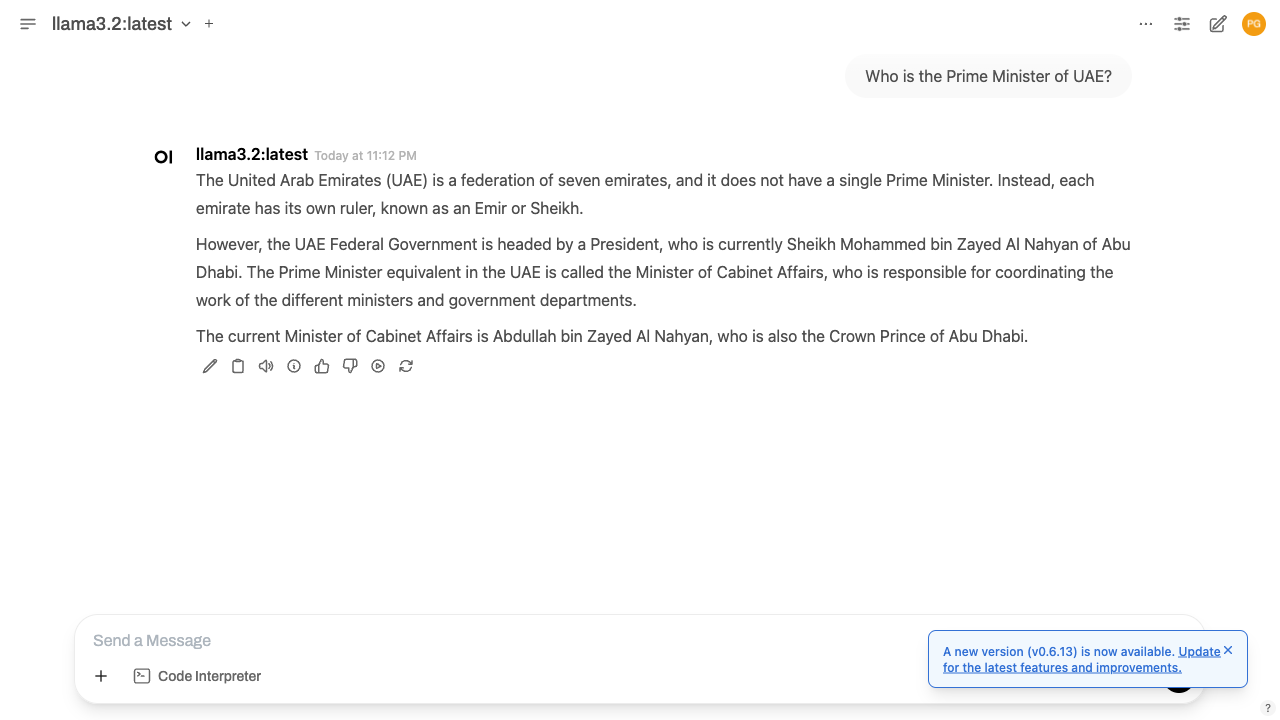 llama3.2:latest
PG
Who is the Prime Minister of UAE?
OI
llama3.2:latest Today at 11:12 PM
The United Arab Emirates (UAE) is a federation of seven emirates, and it does not have a single Prime Minister. Instead, each
emirate has its own ruler, known as an Emir or Sheikh.
However, the UAE Federal Government is headed by a President, who is currently Sheikh Mohammed bin Zayed Al Nahyan of Abu
Dhabi. The Prime Minister equivalent in the UAE is called the Minister of Cabinet Affairs, who is responsible for coordinating the
work of the different ministers and government departments.
The current Minister of Cabinet Affairs is Abdullah bin Zayed Al Nahyan, who is also the Crown Prince of Abu Dhabi.
Send a Message
Code Interpreter
A new version (v0.6.13) is now available. Update
for the latest features and improvements.
?